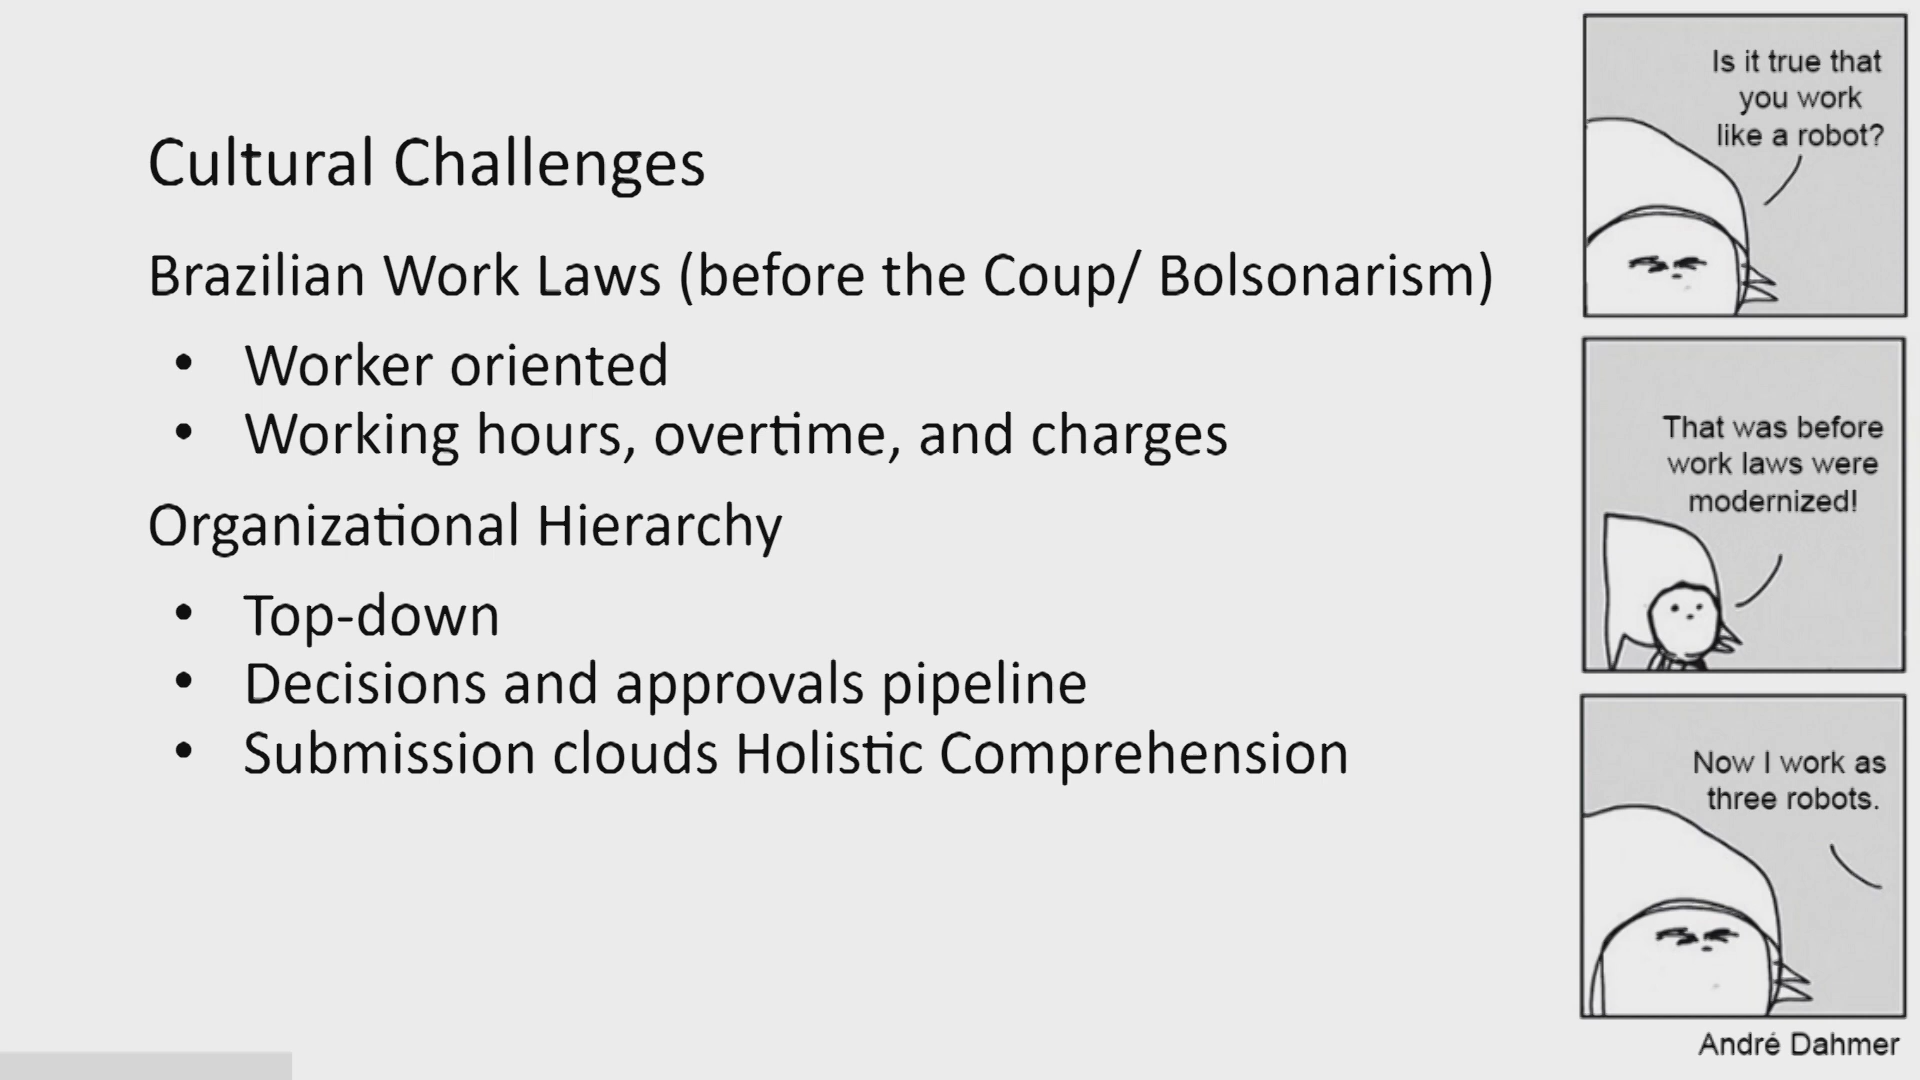 Cultural Challenges
Brazilian Work Laws (before the Coup/ Bolsonarism)
• Worker oriented
• Working hours, overtime, and charges
Organizational Hierarchy
• Top-down
• Decisions and approvals pipeline
• Submission clouds Holistic Comprehension
Is it true that
you work
like a robot?
That was before
work laws were
modernized!
Now I work as
three robots.
André Dahmer